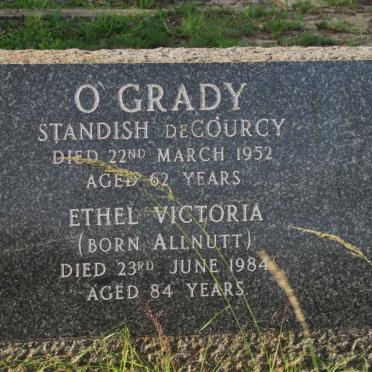 O'GRADY
STANDISH DECOURCY
DIED 22ND MARCH 1952
AGED 62 YEARS
ETHEL VICTORIA
(BORN ALLNUTT)
DIED 23RD JUNE 1984
AGED 84 YEARS